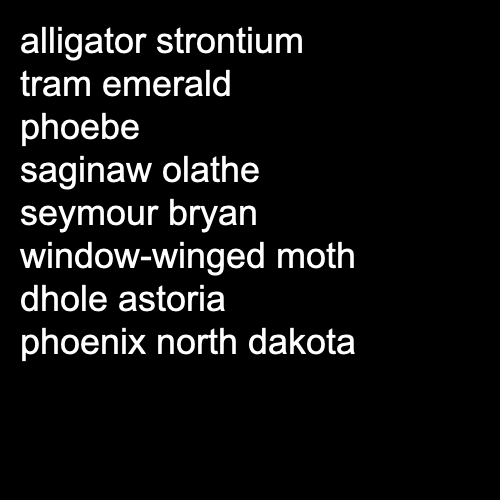 alligator strontium
tram emerald
phoebe
saginaw olathe
seymour bryan
window-winged moth
dhole astoria
phoenix north dakota